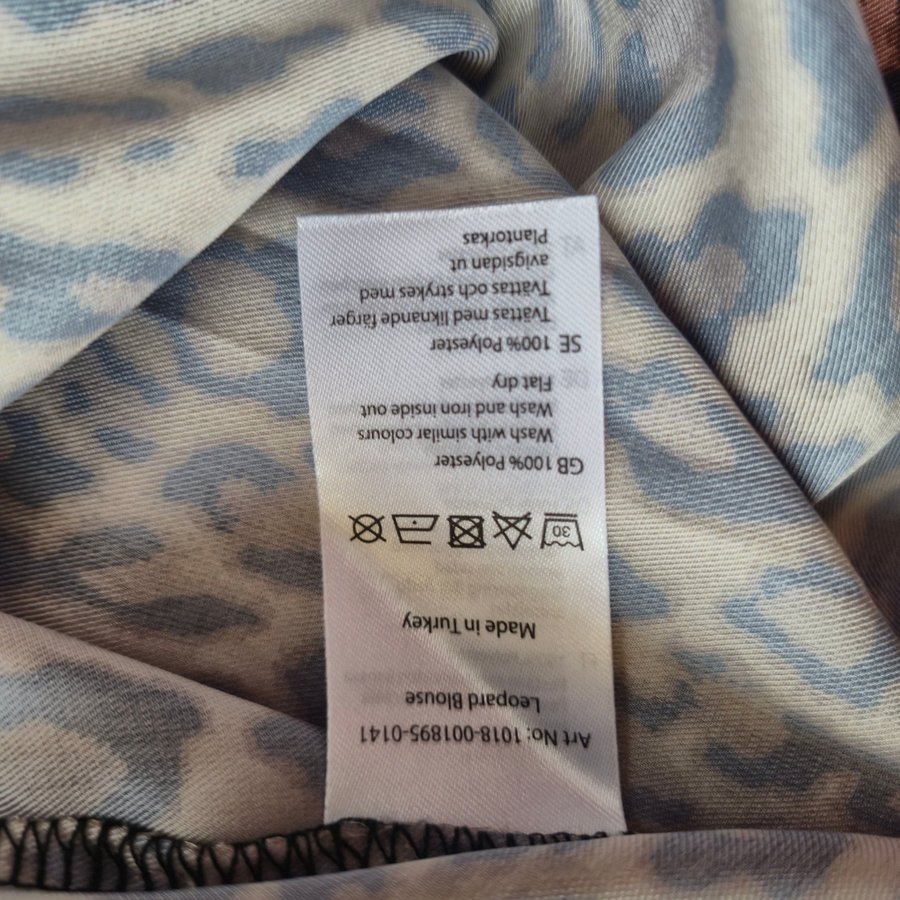 Art No: 1018-001895-0141
Leopard Blouse
Made in Turkey
30
GB 100% Polyester
Wash with similar colours
Wash and iron inside out
Flat dry
SE 100% Polyester
Tvättas med liknande färger
Tvättas och strykes med
avigsidan ut
Plantorkas